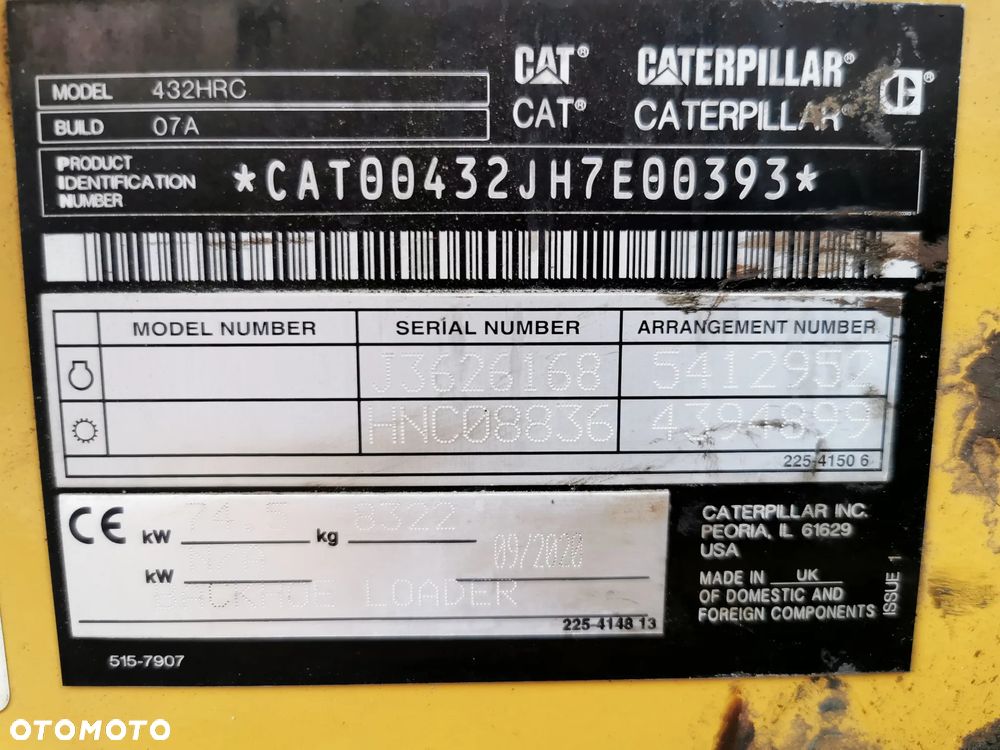 CAT® CATERPILLAR®
CAT® CATERPILLAR®
MODEL 432HRC
BUILD 07A
PRODUCT
IDENTIFICATION
NUMBER
*CAT00432JH7E00393*
MODEL NUMBER SERIAL NUMBER ARRANGEMENT NUMBER
J3626168 5412952
HNC08836 4394899
225-4150 6
CE kW 74.5 kg 8322
kW N/A 09/2020
BACKHOE LOADER
225-4148 13
CATERPILLAR INC.
PEORIA, IL 61629
USA
MADE IN UK
OF DOMESTIC AND
FOREIGN COMPONENTS
ISSUE 1
515-7907
OTOMOTO